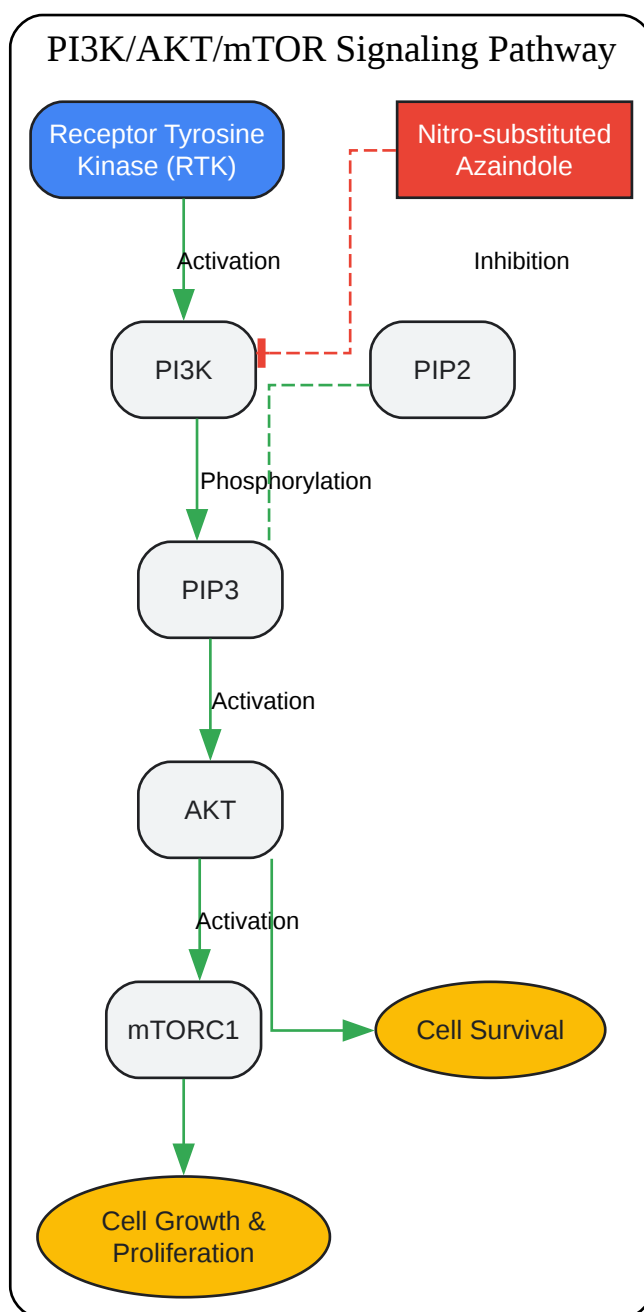 PI3K/AKT/mTOR Signaling Pathway
Receptor Tyrosine
Kinase (RTK)
Nitro-substituted
Azaindole
Activation
Inhibition
PI3K
PIP2
Phosphorylation
PIP3
Activation
AKT
Activation
mTORC1
Cell Survival
Cell Growth &
Proliferation